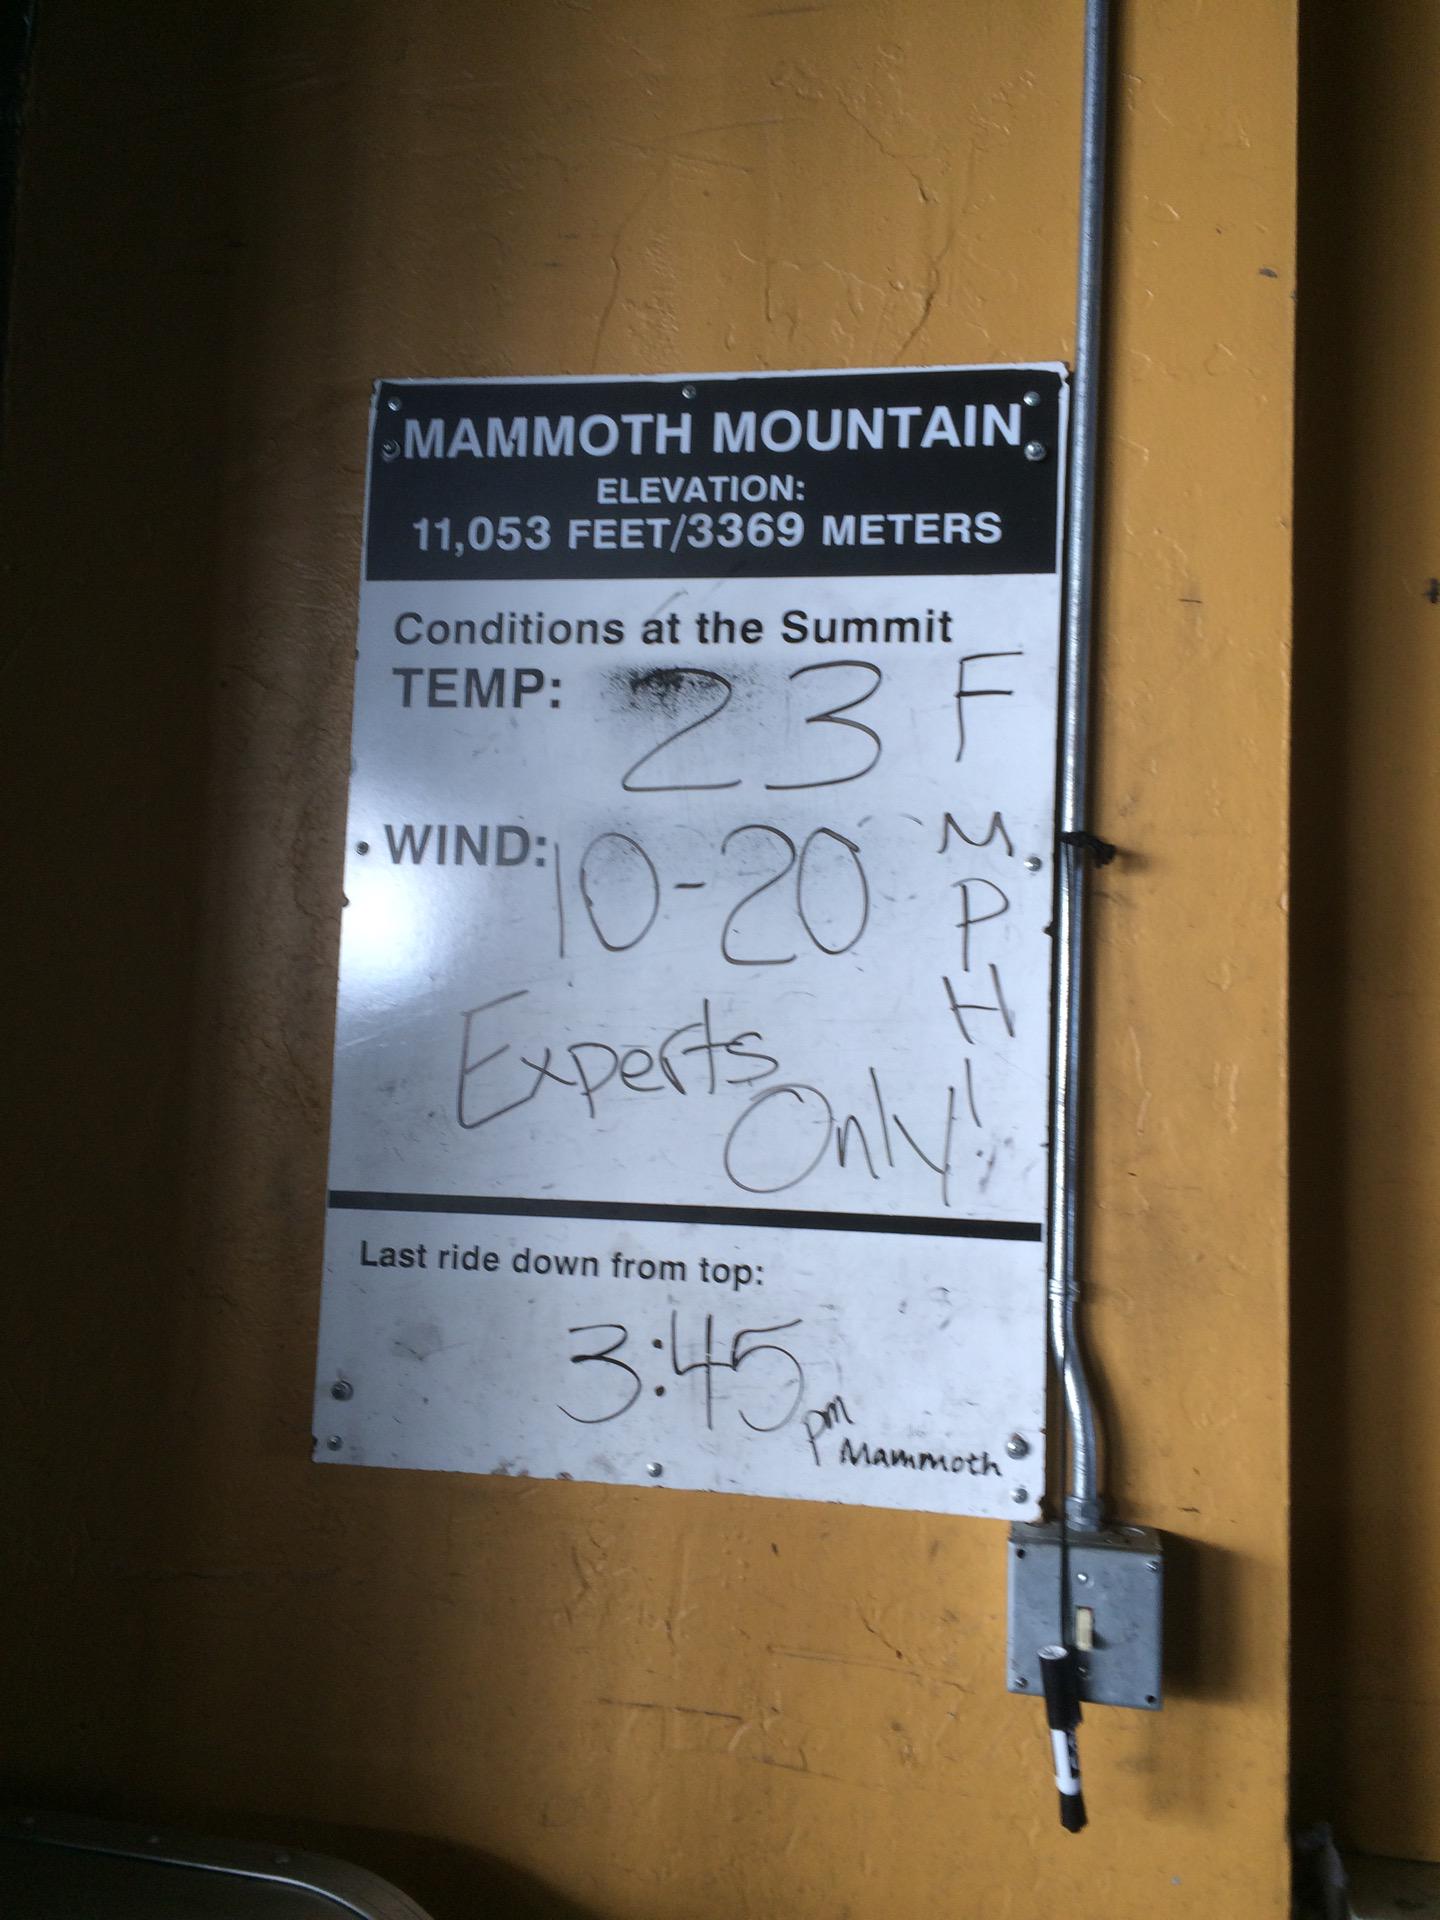 MAMMOTH MOUNTAIN
ELEVATION:
11,053 FEET/3369 METERS
Conditions at the Summit
TEMP: 23 F
WIND: 10-20 MPH
Experts
Only!
Last ride down from top:
3:45 pm
Mammoth